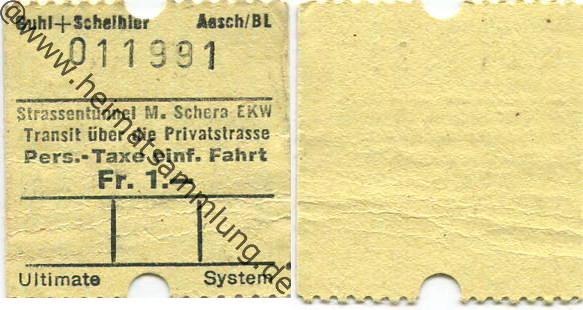 Buhl+Scheibler Aesch/BL
011991
Strassentunnel M. Schera EKW
Transit über die Privatstrasse
Pers.-Taxe einf. Fahrt
Fr. 1.—
Ultimate System
@www.heimatsammlung.de